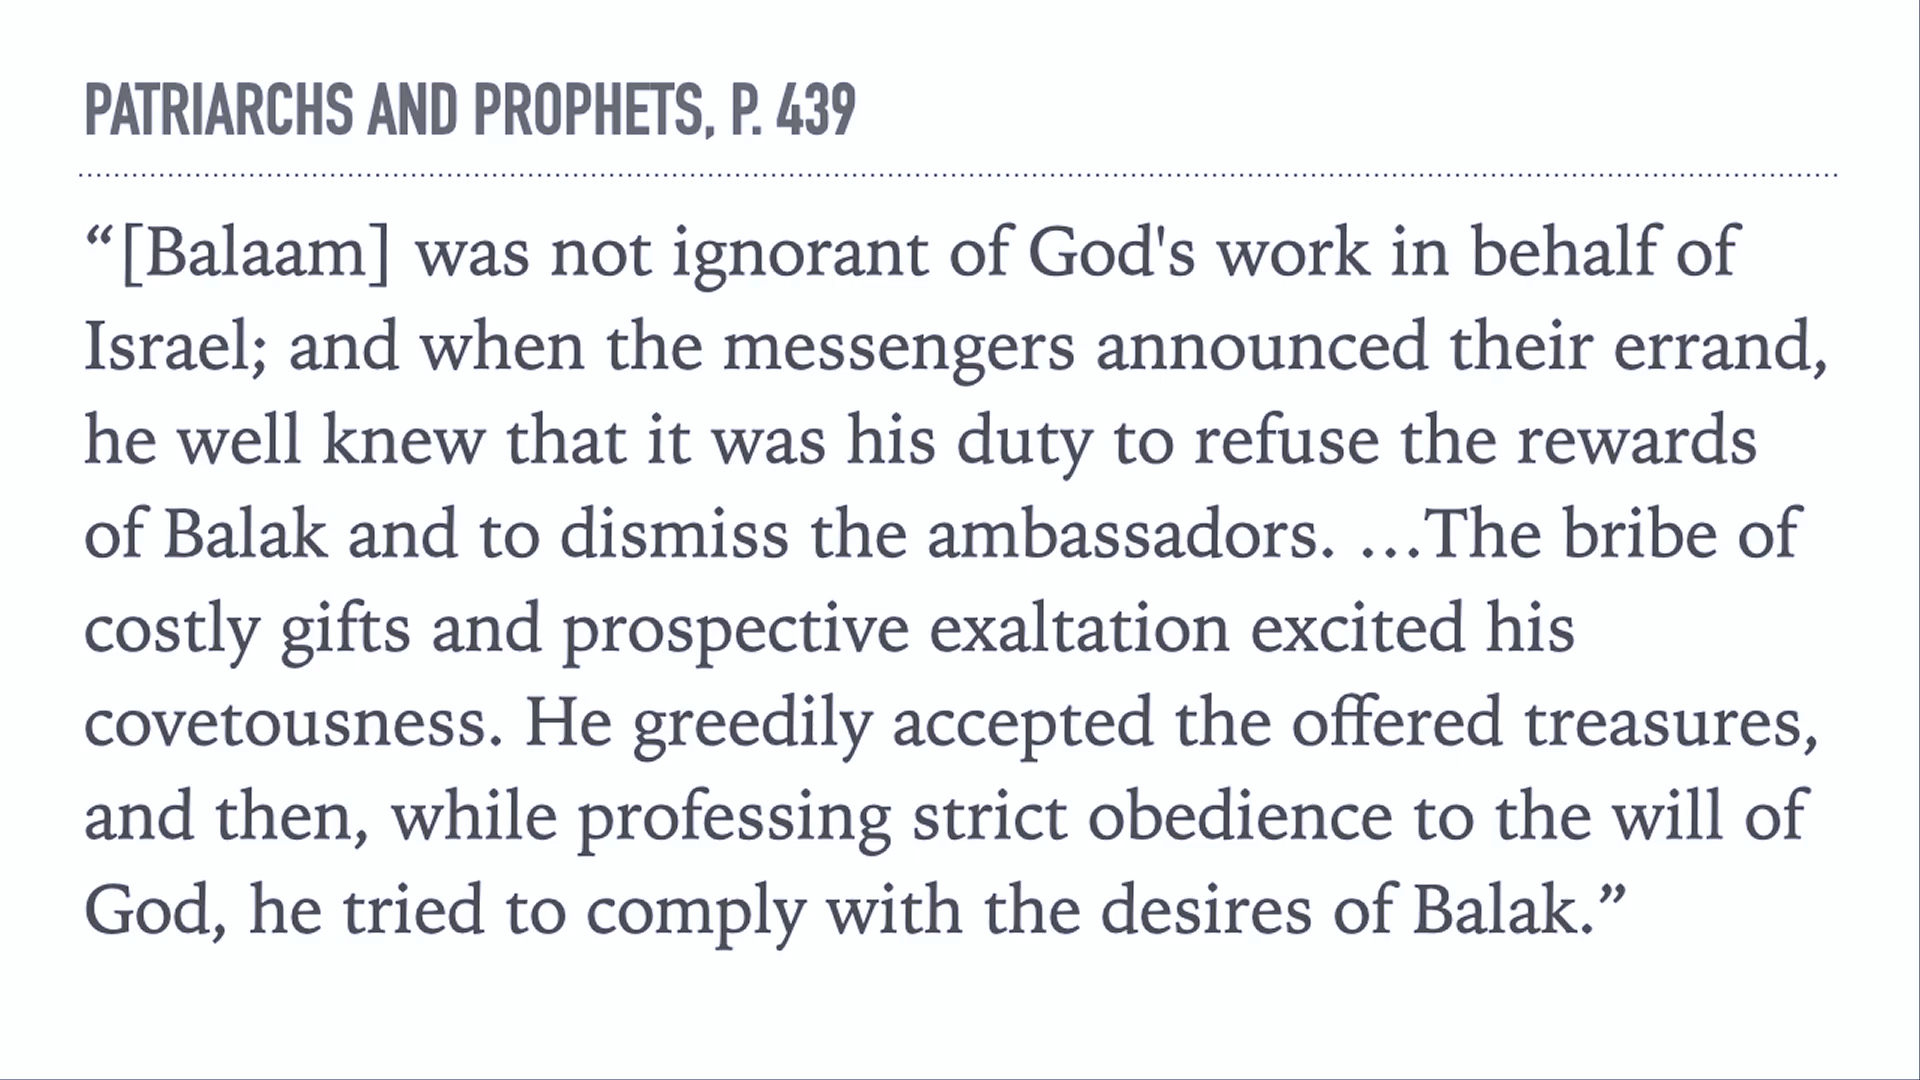 PATRIARCHS AND PROPHETS, P. 439
“[Balaam] was not ignorant of God's work in behalf of
Israel; and when the messengers announced their errand,
he well knew that it was his duty to refuse the rewards
of Balak and to dismiss the ambassadors. …The bribe of
costly gifts and prospective exaltation excited his
covetousness. He greedily accepted the offered treasures,
and then, while professing strict obedience to the will of
God, he tried to comply with the desires of Balak.”